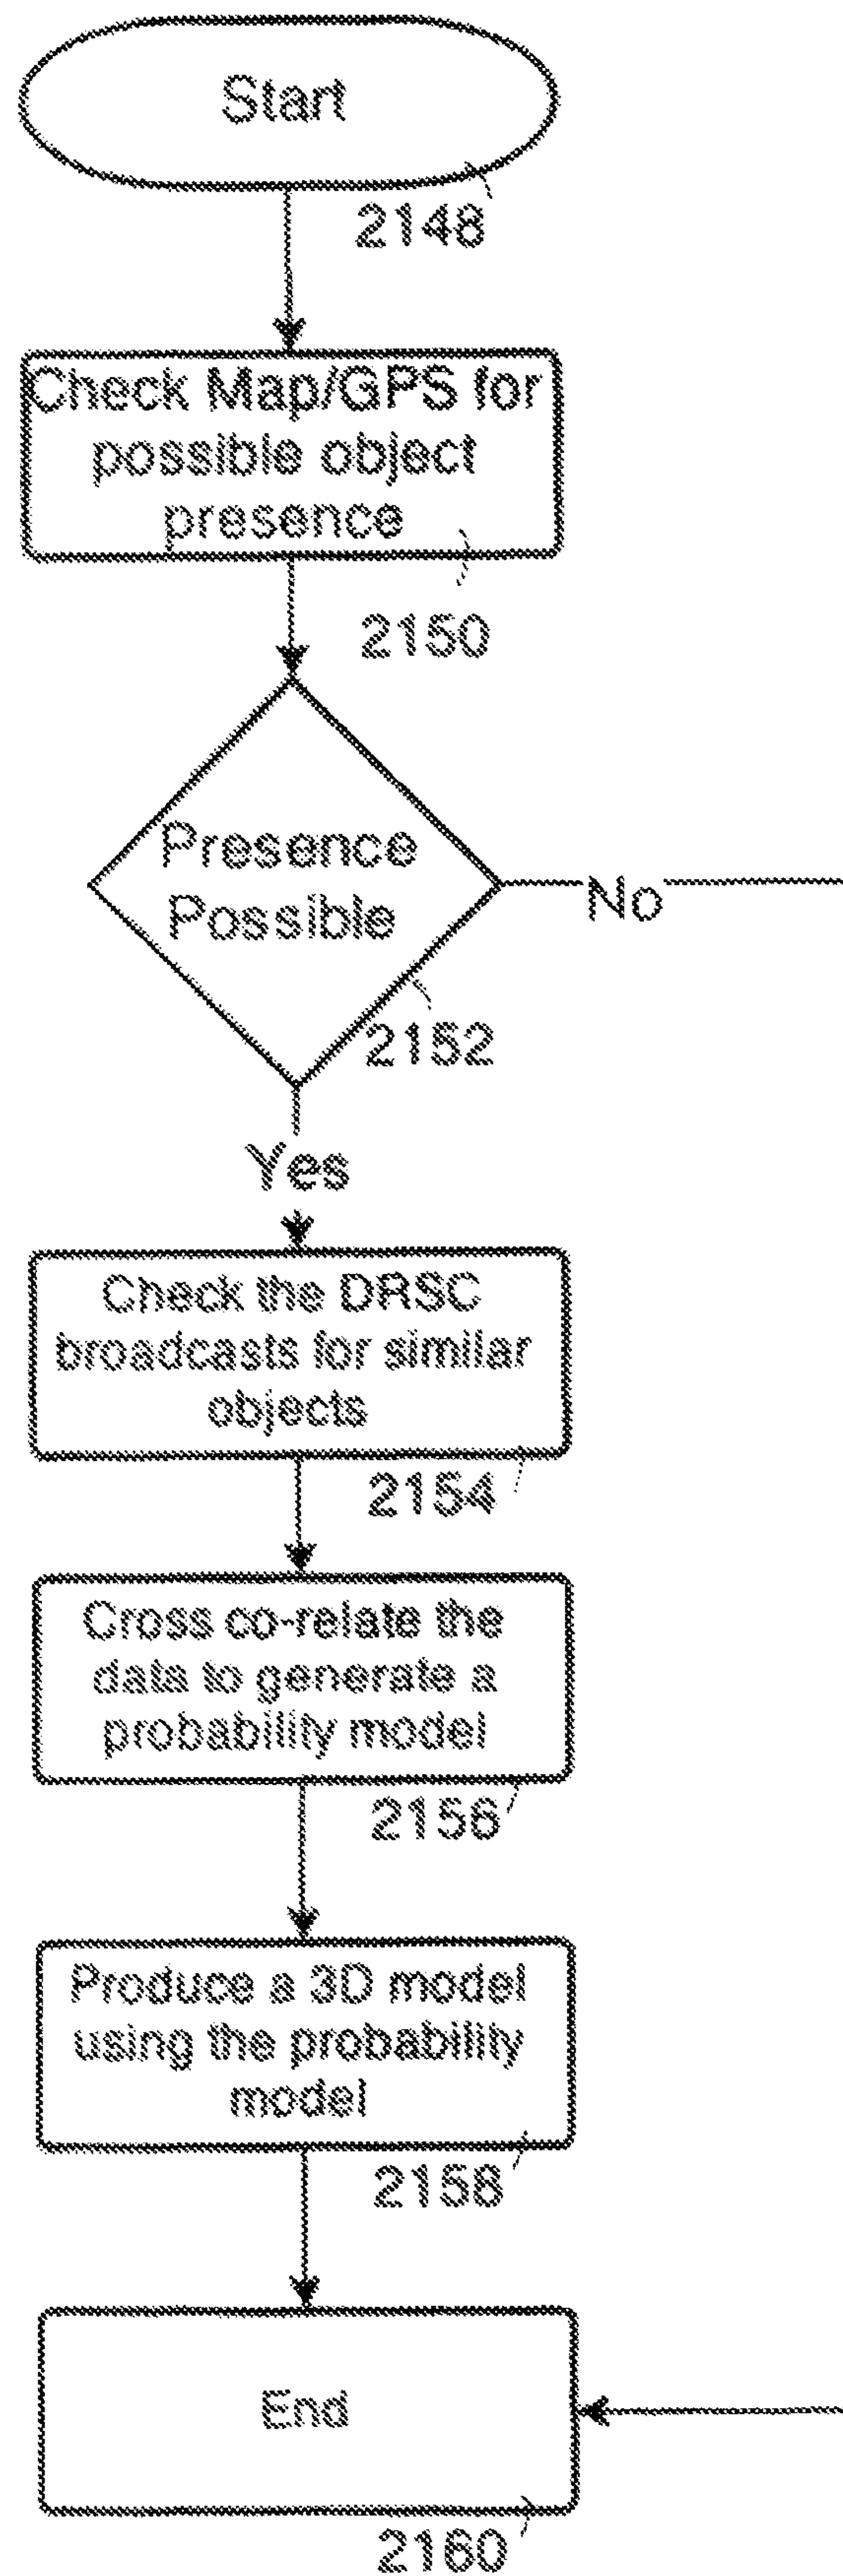 Start
2148
Check Map/GPS for
possible object
presence
2150
Presence
Possible
No
2152
Yes
Check the DRSC
broadcasts for similar
objects
2154
Cross co-relate the
data to generate a
probability model
2156
Produce a 3D model
using the probability
model
2158
End
2160